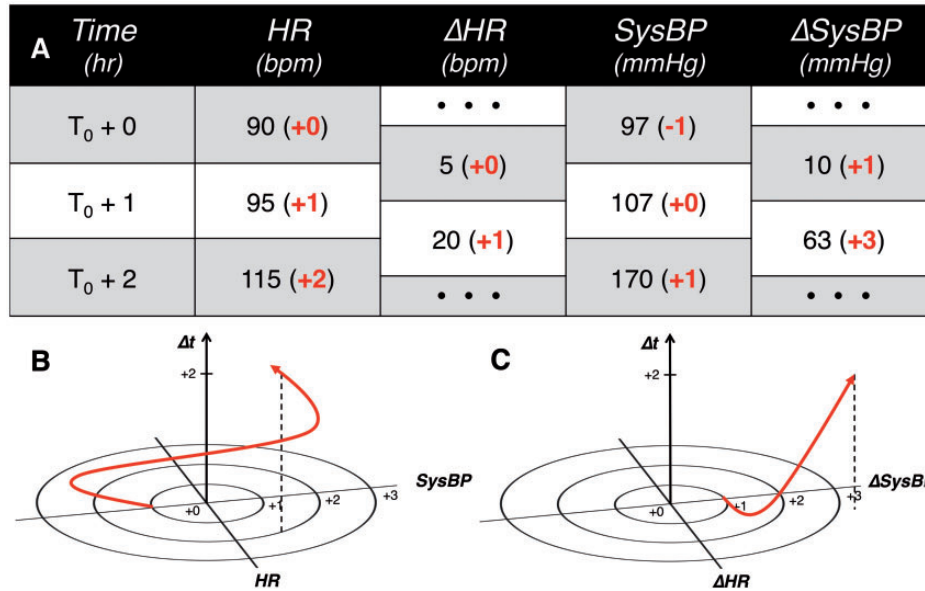 A
Time (hr) HR (bpm) ΔHR (bpm) SysBP (mmHg) ΔSysBP (mmHg)
• • • • • •
T0 + 0 90 (+0) 97 (-1)
5 (+0) 10 (+1)
T0 + 1 95 (+1) 107 (+0)
20 (+1) 63 (+3)
T0 + 2 115 (+2) 170 (+1)
• • • • • •
B
Δt
+2
SysBP
+3
+2
+1
+0
HR
C
Δt
+2
ΔSysBP
+3
+2
+1
+0
ΔHR